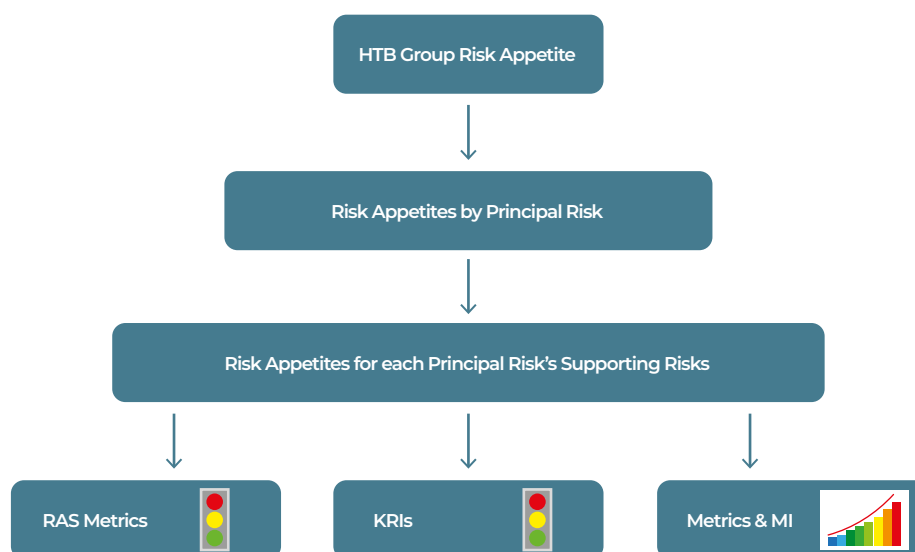 HTB Group Risk Appetite
Risk Appetites by Principal Risk
Risk Appetites for each Principal Risk's Supporting Risks
RAS Metrics
KRIs
Metrics & MI